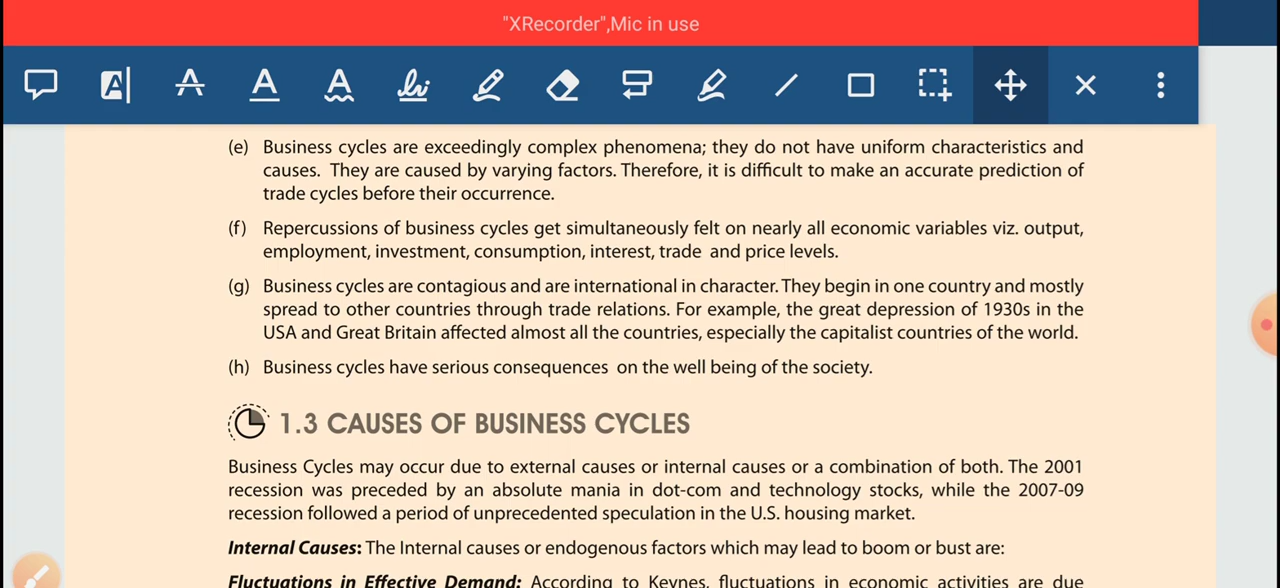 "XRecorder",Mic in use
(e) Business cycles are exceedingly complex phenomena; they do not have uniform characteristics and
causes. They are caused by varying factors. Therefore, it is difficult to make an accurate prediction of
trade cycles before their occurrence.
(f) Repercussions of business cycles get simultaneously felt on nearly all economic variables viz. output,
employment, investment, consumption, interest, trade and price levels.
(g) Business cycles are contagious and are international in character. They begin in one country and mostly
spread to other countries through trade relations. For example, the great depression of 1930s in the
USA and Great Britain affected almost all the countries, especially the capitalist countries of the world.
(h) Business cycles have serious consequences on the well being of the society.
1.3 CAUSES OF BUSINESS CYCLES
Business Cycles may occur due to external causes or internal causes or a combination of both. The 2001
recession was preceded by an absolute mania in dot-com and technology stocks, while the 2007-09
recession followed a period of unprecedented speculation in the U.S. housing market.
Internal Causes: The Internal causes or endogenous factors which may lead to boom or bust are:
Fluctuations in Effective Demand: According to Keynes, fluctuations in economic activities are due